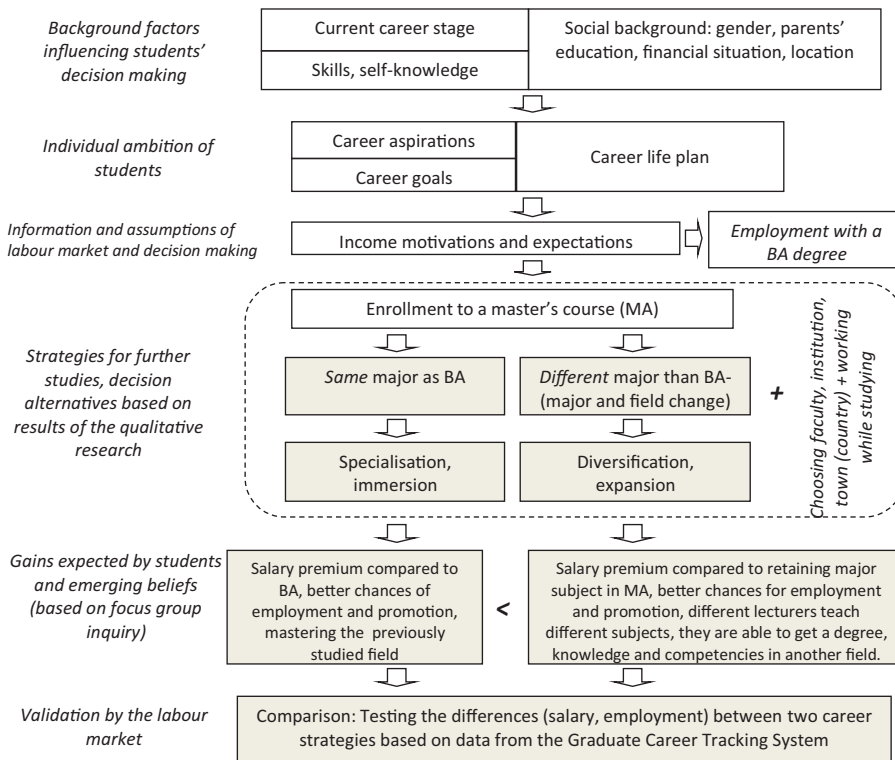 Background factors
influencing students’
decision making
Current career stage
Skills, self-knowledge
Social background: gender, parents’
education, financial situation, location
Individual ambition of
students
Career aspirations
Career goals
Career life plan
Information and assumptions of
labour market and decision making
Income motivations and expectations
Employment with a
BA degree
Enrollment to a master’s course (MA)
Strategies for further
studies, decision
alternatives based on
results of the qualitative
research
Same major as BA
Different major than BA-
(major and field change)
Specialisation,
immersion
Diversification,
expansion
+
Choosing faculty, institution,
town (country) + working
while studying
Gains expected by students
and emerging beliefs
(based on focus group
inquiry)
Salary premium compared to
BA, better chances of
employment and promotion,
mastering the previously
studied field
<
Salary premium compared to retaining major
subject in MA, better chances for employment
and promotion, different lecturers teach
different subjects, they are able to get a degree,
knowledge and competencies in another field.
Validation by the labour
market
Comparison: Testing the differences (salary, employment) between two career
strategies based on data from the Graduate Career Tracking System